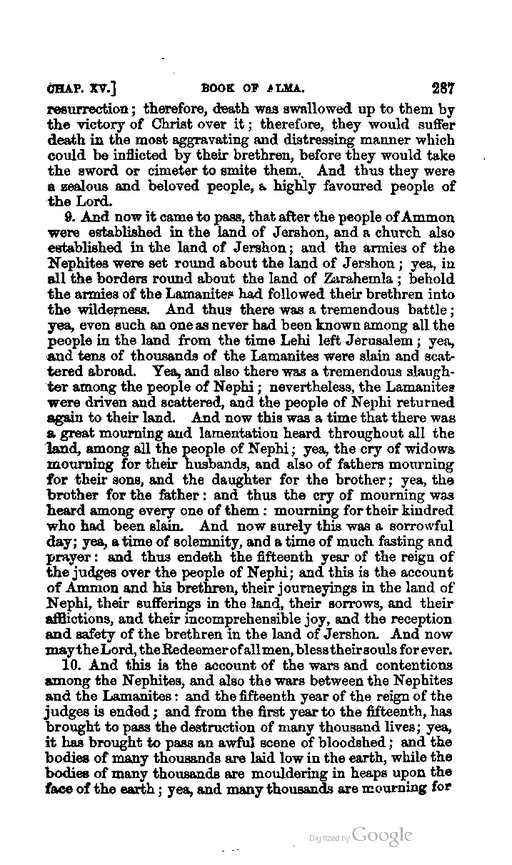 CHAP. XV.] BOOK OF ALMA. 287
resurrection; therefore, death was swallowed up to them by
the victory of Christ over it; therefore, they would suffer
death in the most aggravating and distressing manner which
could be inflicted by their brethren, before they would take
the sword or cimeter to smite them. And thus they were
a zealous and beloved people, a highly favoured people of
the Lord.
9. And now it came to pass, that after the people of Ammon
were established in the land of Jershon, and a church also
established in the land of Jershon; and the armies of the
Nephites were set round about the land of Jershon; yea, in
all the borders round about the land of Zarahemla; behold
the armies of the Lamanites had followed their brethren into
the wilderness. And thus there was a tremendous battle;
yea, even such an one as never had been known among all the
people in the land from the time Lehi left Jerusalem; yea,
and tens of thousands of the Lamanites were slain and scat-
tered abroad. Yea, and also there was a tremendous slaugh-
ter among the people of Nephi; nevertheless, the Lamanites
were driven and scattered, and the people of Nephi returned
again to their land. And now this was a time that there was
a great mourning and lamentation heard throughout all the
land, among all the people of Nephi; yea, the cry of widows
mourning for their husbands, and also of fathers mourning
for their sons, and the daughter for the brother; yea, the
brother for the father: and thus the cry of mourning was
heard among every one of them: mourning for their kindred
who had been slain. And now surely this was a sorrowful
day; yea, a time of solemnity, and a time of much fasting and
prayer: and thus endeth the fifteenth year of the reign of
the judges over the people of Nephi; and this is the account
of Ammon and his brethren, their journeyings in the land of
Nephi, their sufferings in the land, their sorrows, and their
afflictions, and their incomprehensible joy, and the reception
and safety of the brethren in the land of Jershon. And now
may the Lord, the Redeemer of all men, bless their souls for ever.
10. And this is the account of the wars and contentions
among the Nephites, and also the wars between the Nephites
and the Lamanites: and the fifteenth year of the reign of the
judges is ended; and from the first year to the fifteenth, has
brought to pass the destruction of many thousand lives; yea,
it has brought to pass an awful scene of bloodshed; and the
bodies of many thousands are laid low in the earth, while the
bodies of many thousands are mouldering in heaps upon the
face of the earth; yea, and many thousands are mourning for
Digitized by Google